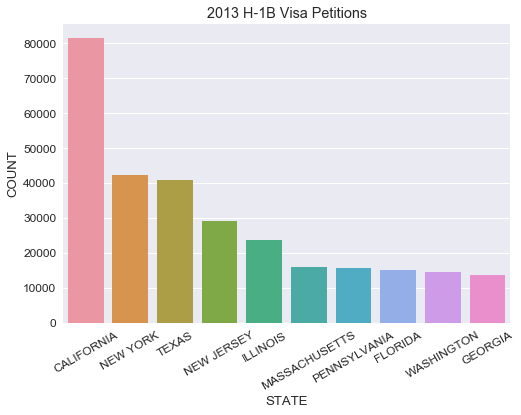 2013 H-1B Visa Petitions
COUNT
80000
70000
60000
50000
40000
30000
20000
10000
0
CALIFORNIA
NEW YORK
TEXAS
NEW JERSEY
ILLINOIS
MASSACHUSETTS
PENNSYLVANIA
FLORIDA
WASHINGTON
GEORGIA
STATE